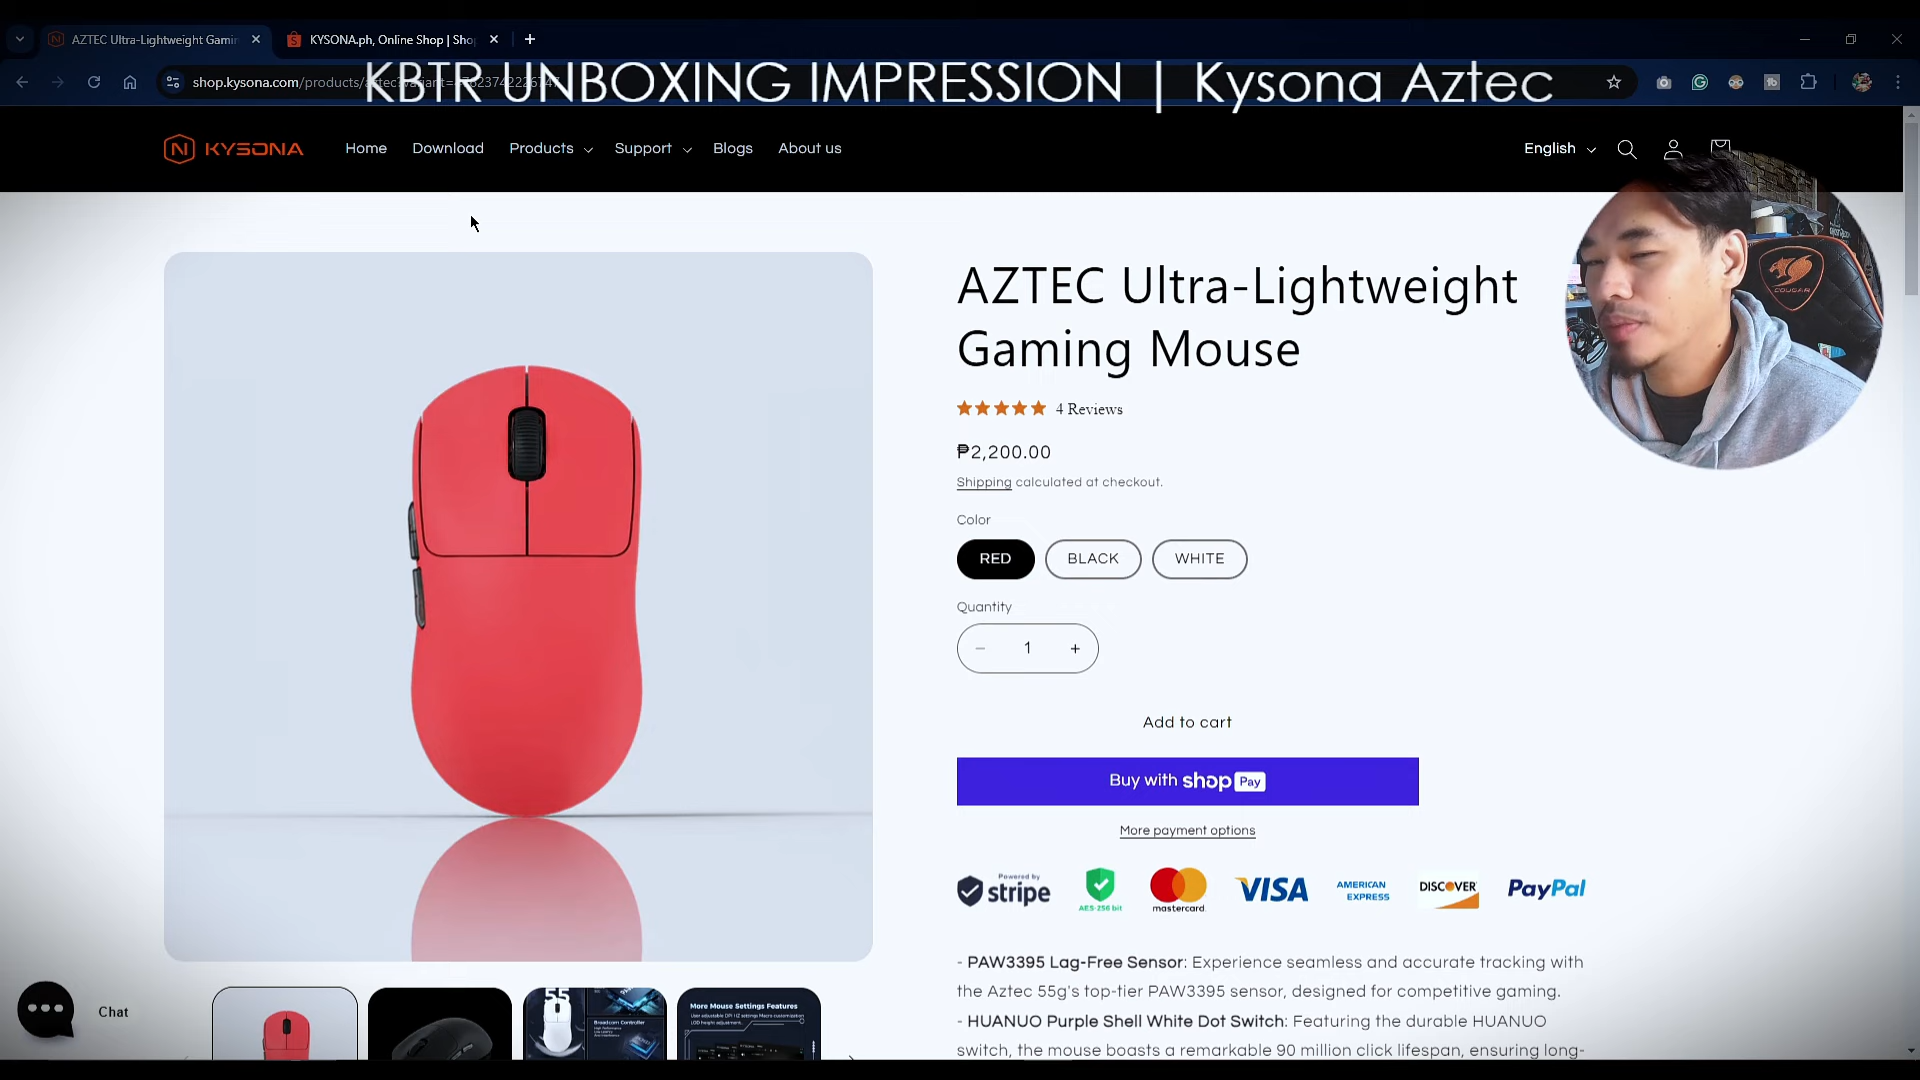 AZTEC Ultra-Lightweight Gamin
KYSONA.ph, Online Shop | Sho
shop.kysona.com/products/
KBTR UNBOXING IMPRESSION | Kysona Aztec
KYSONA
Home
Download
Products
Support
Blogs
About us
English
COUGAR
AZTEC Ultra-Lightweight
Gaming Mouse
4 Reviews
₱2,200.00
Shipping calculated at checkout.
Color
RED
BLACK
WHITE
Quantity
− 1 +
Add to cart
Buy with shop Pay
More payment options
Powered by
stripe
AES-256 bit
mastercard
VISA
AMERICAN
EXPRESS
DISCOVER
PayPal
- PAW3395 Lag-Free Sensor: Experience seamless and accurate tracking with
the Aztec 55g's top-tier PAW3395 sensor, designed for competitive gaming.
- HUANUO Purple Shell White Dot Switch: Featuring the durable HUANUO
switch, the mouse boasts a remarkable 90 million click lifespan, ensuring long-
Chat
55
Broadcom Controller
More Mouse Settings Features